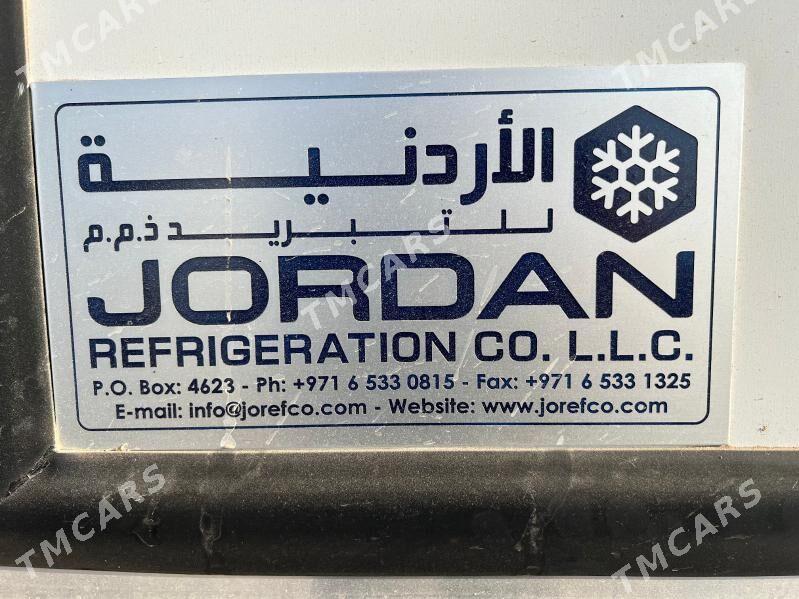 الأردنية
للتبريد ذ.م.م
JORDAN
REFRIGERATION CO. L.L.C.
P.O. Box: 4623 - Ph: +971 6 533 0815 - Fax: +971 6 533 1325
E-mail: info@jorefco.com - Website: www.jorefco.com
TMCARS
TMCARS
TMCARS
TMCARS
TMCARS